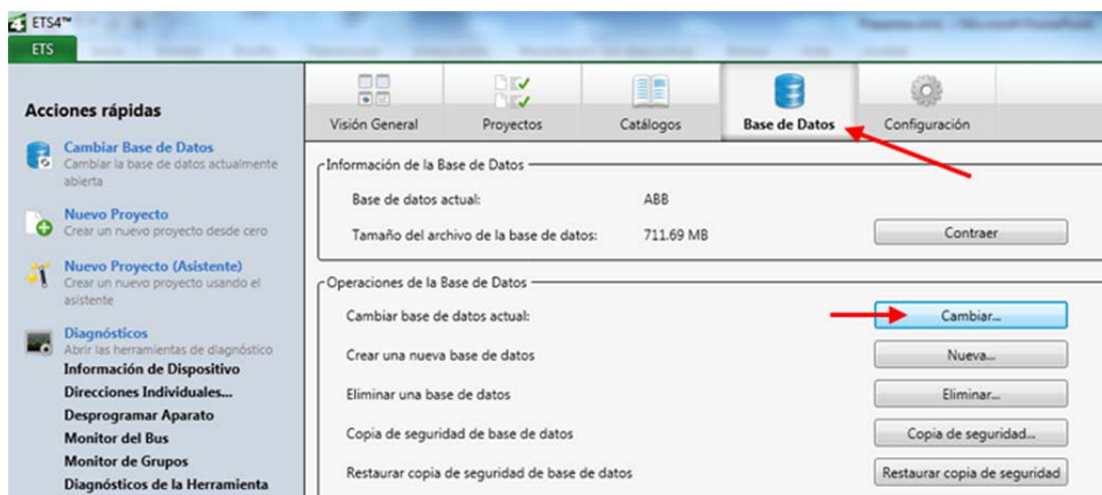 ETS4™
ETS
Acciones rápidas
Cambiar Base de Datos
Cambiar la base de datos actualmente
abierta
Nuevo Proyecto
Crear un nuevo proyecto desde cero
Nuevo Proyecto (Asistente)
Crear un nuevo proyecto usando el
asistente
Diagnósticos
Abrir las herramientas de diagnóstico
Información de Dispositivo
Direcciones Individuales...
Desprogramar Aparato
Monitor del Bus
Monitor de Grupos
Diagnósticos de la Herramienta
Visión General
Proyectos
Catálogos
Base de Datos
Configuración
Información de la Base de Datos
Base de datos actual: ABB
Tamaño del archivo de la base de datos: 711.69 MB Contraer
Operaciones de la Base de Datos
Cambiar base de datos actual: Cambiar...
Crear una nueva base de datos Nueva...
Eliminar una base de datos Eliminar...
Copia de seguridad de base de datos Copia de seguridad...
Restaurar copia de seguridad de base de datos Restaurar copia de seguridad